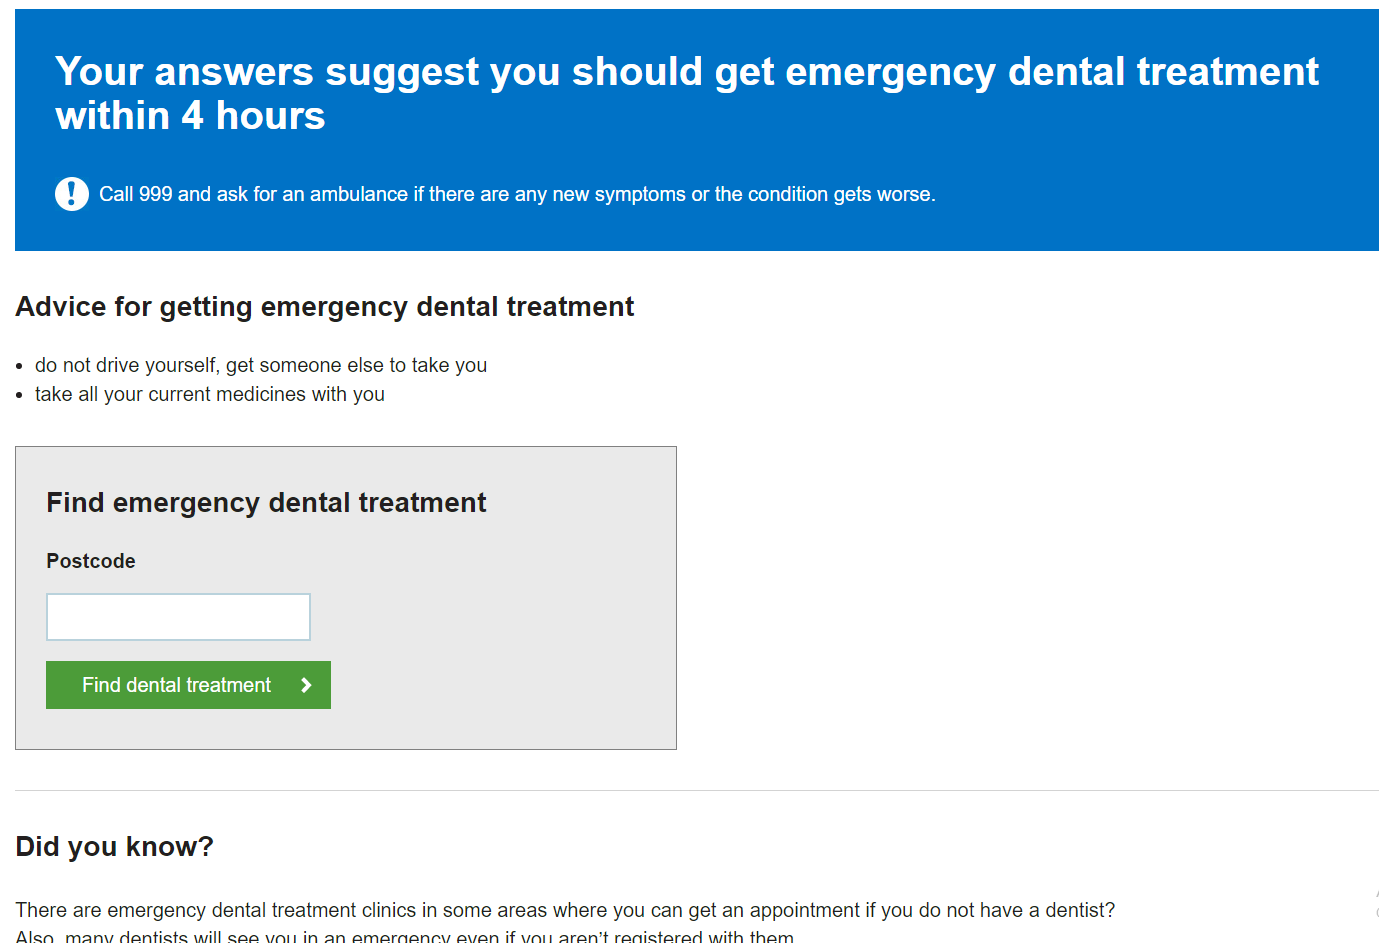 Your answers suggest you should get emergency dental treatment
within 4 hours
Call 999 and ask for an ambulance if there are any new symptoms or the condition gets worse.
Advice for getting emergency dental treatment
• do not drive yourself, get someone else to take you
• take all your current medicines with you
Find emergency dental treatment
Postcode
Find dental treatment
Did you know?
There are emergency dental treatment clinics in some areas where you can get an appointment if you do not have a dentist?
Also, many dentists will see you in an emergency even if you aren't registered with them.